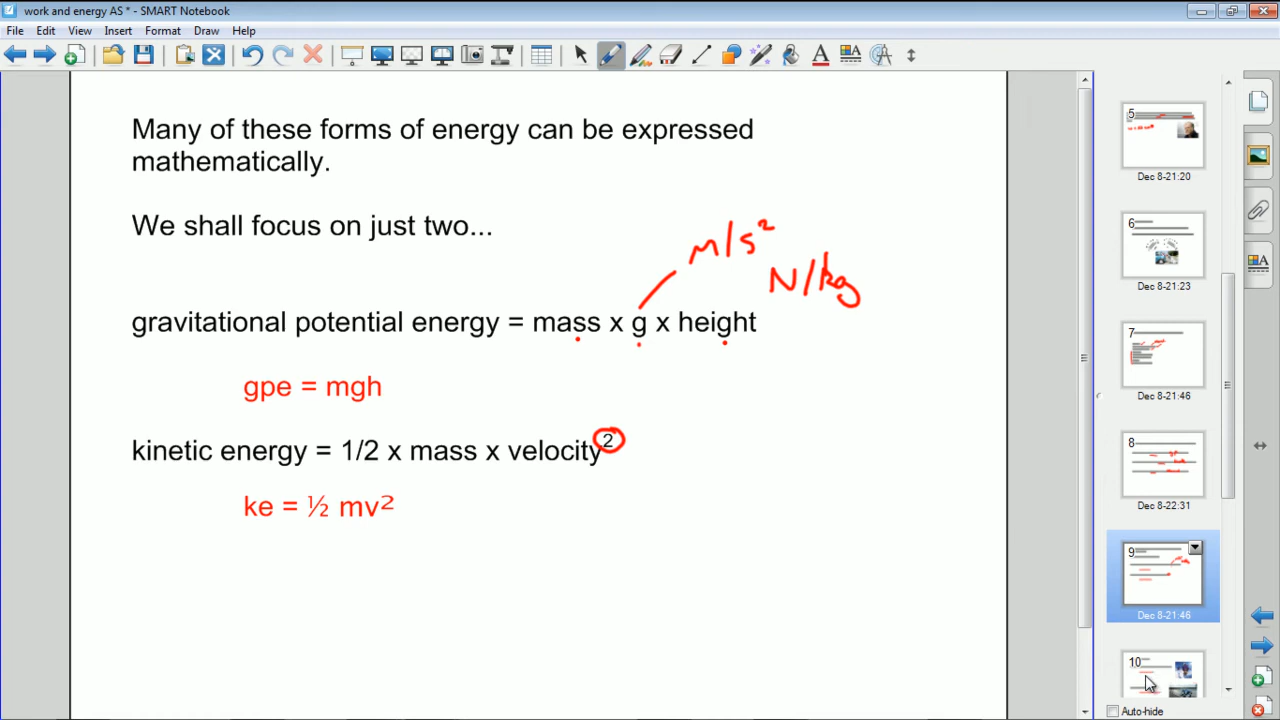 work and energy AS * - SMART Notebook
File Edit View Insert Format Draw Help
Many of these forms of energy can be expressed
mathematically.
We shall focus on just two...
m/s²
N/kg
gravitational potential energy = mass x g x height
gpe = mgh
kinetic energy = 1/2 x mass x velocity²
ke = ½ mv²
5
Dec 8-21:20
6
Dec 8-21:23
7
Dec 8-21:46
8
Dec 8-22:31
9
Dec 8-21:46
10
Auto-hide